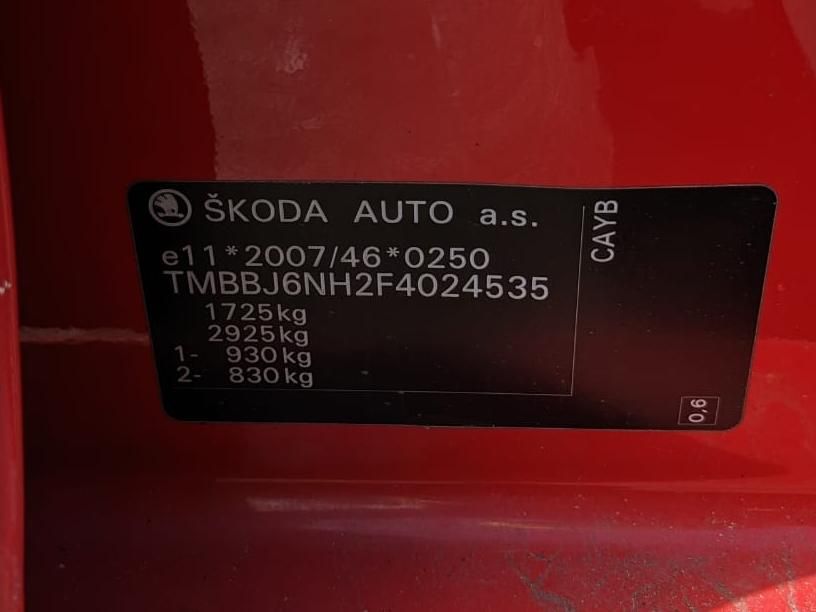 ŠKODA AUTO a.s.
e11*2007/46*0250
TMBBJ6NH2F4024535
1725kg
2925kg
1- 930kg
2- 830kg
CAYB
0,6